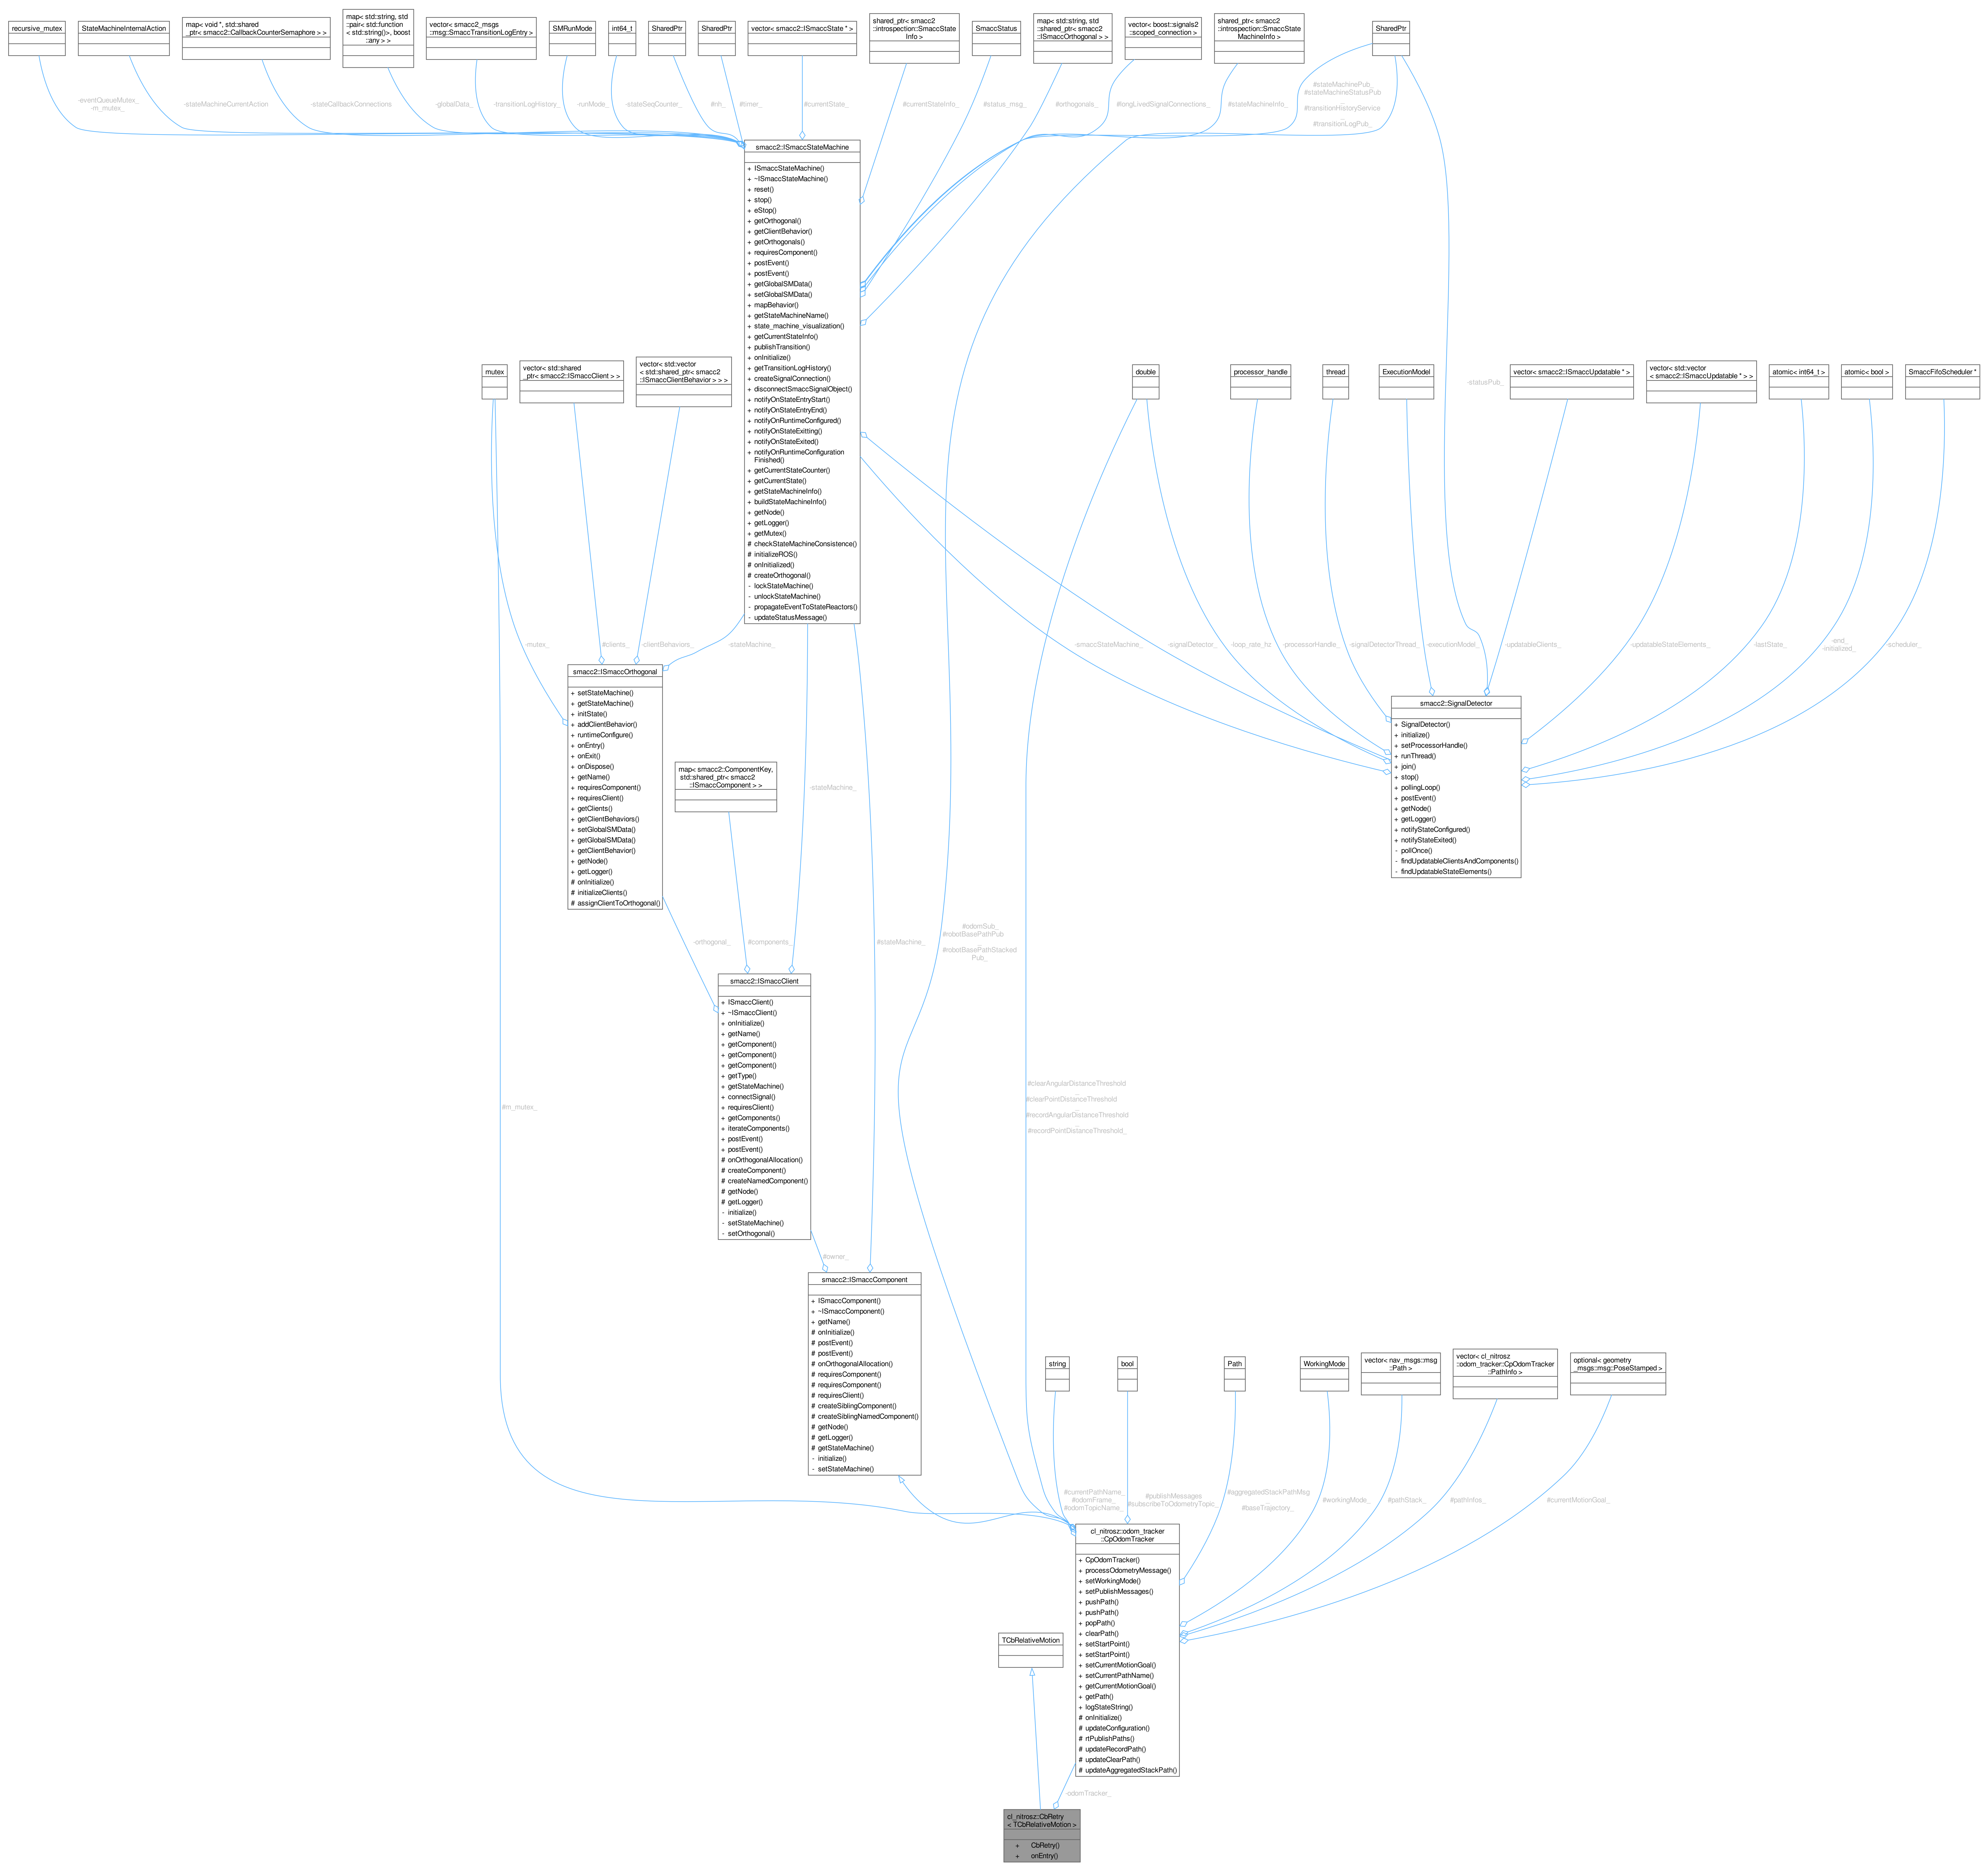 recursive_mutex
StateMachineInternalAction
map< void *, std::shared
_ptr< smacc2::CallbackCounterSemaphore > >
map< std::string, std
::pair< std::function
< std::string()>, boost
::any > >
vector< smacc2_msgs
::msg::SmaccTransitionLogEntry >
SMRunMode
int64_t
SharedPtr
SharedPtr
vector< smacc2::ISmaccState * >
shared_ptr< smacc2
::introspection::SmaccState
Info >
SmaccStatus
map< std::string, std
::shared_ptr< smacc2
::ISmaccOrthogonal > >
vector< boost::signals2
::scoped_connection >
shared_ptr< smacc2
::introspection::SmaccState
MachineInfo >
SharedPtr
-eventQueueMutex_
-m_mutex_
-stateMachineCurrentAction
-stateCallbackConnections
-globalData_
-transitionLogHistory_
-runMode_
-stateSeqCounter_
#nh_
#timer_
#currentState_
#currentStateInfo_
#status_msg_
#orthogonals_
#longLivedSignalConnections_
#stateMachineInfo_
#stateMachinePub_
#stateMachineStatusPub
_
#transitionHistoryService
_
#transitionLogPub_
smacc2::ISmaccStateMachine
+ ISmaccStateMachine()
+ ~ISmaccStateMachine()
+ reset()
+ stop()
+ eStop()
+ getOrthogonal()
+ getClientBehavior()
+ getOrthogonals()
+ requiresComponent()
+ postEvent()
+ postEvent()
+ getGlobalSMData()
+ setGlobalSMData()
+ mapBehavior()
+ getStateMachineName()
+ state_machine_visualization()
+ getCurrentStateInfo()
+ publishTransition()
+ onInitialize()
+ getTransitionLogHistory()
+ createSignalConnection()
+ disconnectSmaccSignalObject()
+ notifyOnStateEntryStart()
+ notifyOnStateEntryEnd()
+ notifyOnRuntimeConfigured()
+ notifyOnStateExitting()
+ notifyOnStateExited()
+ notifyOnRuntimeConfiguration
Finished()
+ getCurrentStateCounter()
+ getCurrentState()
+ getStateMachineInfo()
+ buildStateMachineInfo()
+ getNode()
+ getLogger()
+ getMutex()
# checkStateMachineConsistence()
# initializeROS()
# onInitialized()
# createOrthogonal()
- lockStateMachine()
- unlockStateMachine()
- propagateEventToStateReactors()
- updateStatusMessage()
mutex
vector< std::shared
_ptr< smacc2::ISmaccClient > >
vector< std::vector
< std::shared_ptr< smacc2
::ISmaccClientBehavior > > >
double
processor_handle
thread
ExecutionModel
-statusPub_
vector< smacc2::ISmaccUpdatable * >
vector< std::vector
< smacc2::ISmaccUpdatable * > >
atomic< int64_t >
atomic< bool >
SmaccFifoScheduler *
-mutex_
#clients_
-clientBehaviors_
-stateMachine_
-smaccStateMachine_
-signalDetector_
-loop_rate_hz
-processorHandle_
-signalDetectorThread_
-executionModel_
-updatableClients_
-updatableStateElements_
-lastState_
-end_
-initialized_
-scheduler_
smacc2::ISmaccOrthogonal
+ setStateMachine()
+ getStateMachine()
+ initState()
+ addClientBehavior()
+ runtimeConfigure()
+ onEntry()
+ onExit()
+ onDispose()
+ getName()
+ requiresComponent()
+ requiresClient()
+ getClients()
+ getClientBehaviors()
+ setGlobalSMData()
+ getGlobalSMData()
+ getClientBehavior()
+ getNode()
+ getLogger()
# onInitialize()
# initializeClients()
# assignClientToOrthogonal()
smacc2::SignalDetector
+ SignalDetector()
+ initialize()
+ setProcessorHandle()
+ runThread()
+ join()
+ stop()
+ pollingLoop()
+ postEvent()
+ getNode()
+ getLogger()
+ notifyStateConfigured()
+ notifyStateExited()
- pollOnce()
- findUpdatableClientsAndComponents()
- findUpdatableStateElements()
map< smacc2::ComponentKey,
std::shared_ptr< smacc2
::ISmaccComponent > >
-stateMachine_
-orthogonal_
#components_
#stateMachine_
#odomSub_
#robotBasePathPub
_
#robotBasePathStacked
Pub_
smacc2::ISmaccClient
+ ISmaccClient()
+ ~ISmaccClient()
+ onInitialize()
+ getName()
+ getComponent()
+ getComponent()
+ getComponent()
+ getType()
+ getStateMachine()
+ connectSignal()
+ requiresClient()
+ getComponents()
+ iterateComponents()
+ postEvent()
+ postEvent()
# onOrthogonalAllocation()
# createComponent()
# createNamedComponent()
# getNode()
# getLogger()
- initialize()
- setStateMachine()
- setOrthogonal()
#m_mutex_
#clearAngularDistanceThreshold
_
#clearPointDistanceThreshold
_
#recordAngularDistanceThreshold
_
#recordPointDistanceThreshold_
#owner_
smacc2::ISmaccComponent
+ ISmaccComponent()
+ ~ISmaccComponent()
+ getName()
# onInitialize()
# postEvent()
# postEvent()
# onOrthogonalAllocation()
# requiresComponent()
# requiresComponent()
# requiresClient()
# createSiblingComponent()
# createSiblingNamedComponent()
# getNode()
# getLogger()
# getStateMachine()
- initialize()
- setStateMachine()
string
bool
Path
WorkingMode
vector< nav_msgs::msg
::Path >
vector< cl_nitrosz
::odom_tracker::CpOdomTracker
::PathInfo >
optional< geometry
_msgs::msg::PoseStamped >
#currentPathName_
#odomFrame_
#odomTopicName_
#publishMessages
#subscribeToOdometryTopic_
#aggregatedStackPathMsg
_
#baseTrajectory_
#workingMode_
#pathStack_
#pathInfos_
#currentMotionGoal_
cl_nitrosz::odom_tracker
::CpOdomTracker
+ CpOdomTracker()
+ processOdometryMessage()
+ setWorkingMode()
+ setPublishMessages()
+ pushPath()
+ pushPath()
+ popPath()
+ clearPath()
+ setStartPoint()
+ setStartPoint()
+ setCurrentMotionGoal()
+ setCurrentPathName()
+ getCurrentMotionGoal()
+ getPath()
+ logStateString()
# onInitialize()
# updateConfiguration()
# rtPublishPaths()
# updateRecordPath()
# updateClearPath()
# updateAggregatedStackPath()
TCbRelativeMotion
-odomTracker_
cl_nitrosz::CbRetry
< TCbRelativeMotion >
+ CbRetry()
+ onEntry()